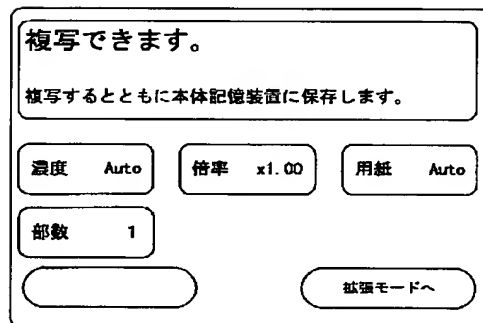 複写できます。
複写するとともに本体記憶装置に保存します。
濃度 Auto 倍率 x1.00 用紙 Auto
部数 1
拡張モードへ